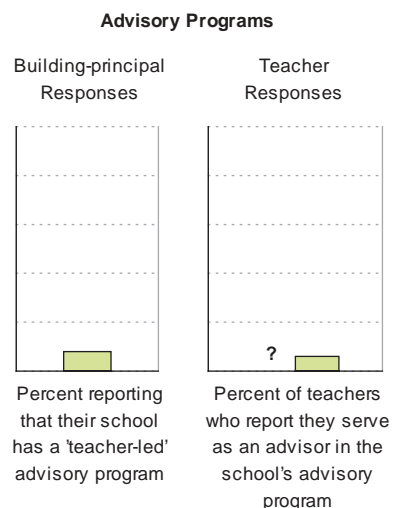 Advisory Programs
Building-principal
Responses
Teacher
Responses
?
Percent reporting
that their school
has a 'teacher-led'
advisory program
Percent of teachers
who report they serve
as an advisor in the
school's advisory
program